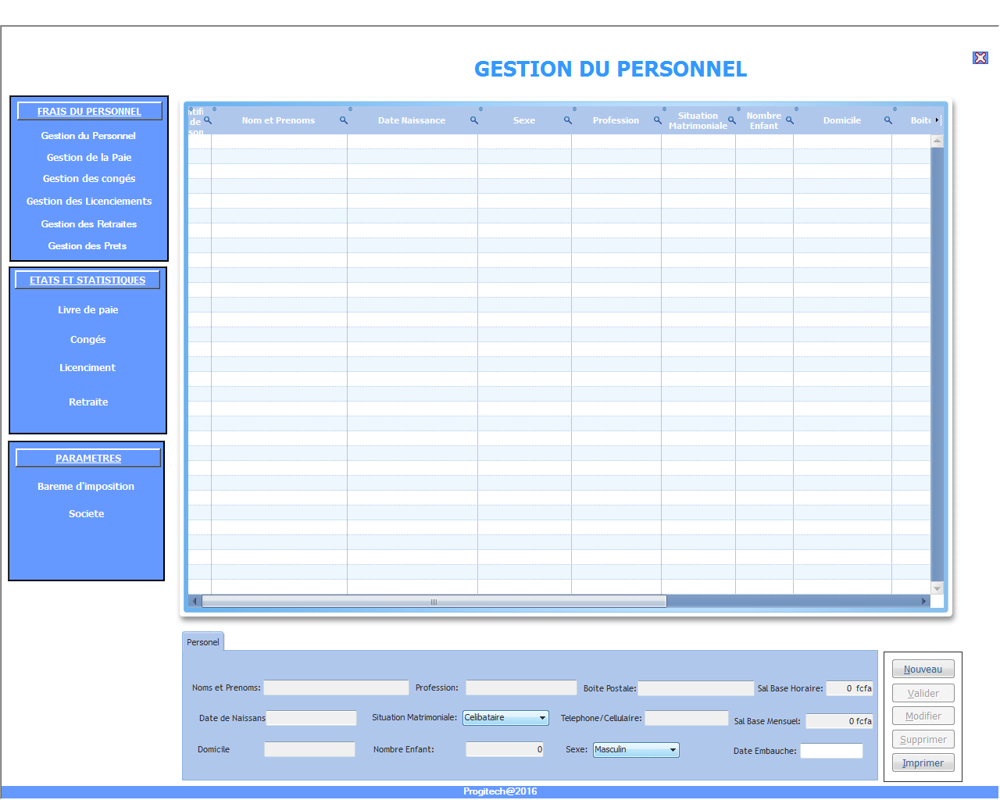 GESTION DU PERSONNEL
FRAIS DU PERSONNEL
Gestion du Personnel
Gestion de la Paie
Gestion des congés
Gestion des Licenciements
Gestion des Retraites
Gestion des Prets
ETATS ET STATISTIQUES
Livre de paie
Congés
Licenciment
Retraite
PARAMETRES
Bareme d'imposition
Societe
de
Nom et Prenoms
Date Naissance
Sexe
Profession
Situation
Matrimoniale
Nombre
Enfant
Domicile
Boite
Personel
Noms et Prenoms:
Profession:
Boite Postale:
Sal Base Horaire: 0 fcfa
Date de Naissans
Situation Matrimoniale: Celibataire
Telephone/Cellulaire:
Sal Base Mensuel: 0 fcfa
Domicile
Nombre Enfant: 0
Sexe: Masculin
Date Embauche:
Nouveau
Valider
Modifier
Supprimer
Imprimer
Progitech@2016